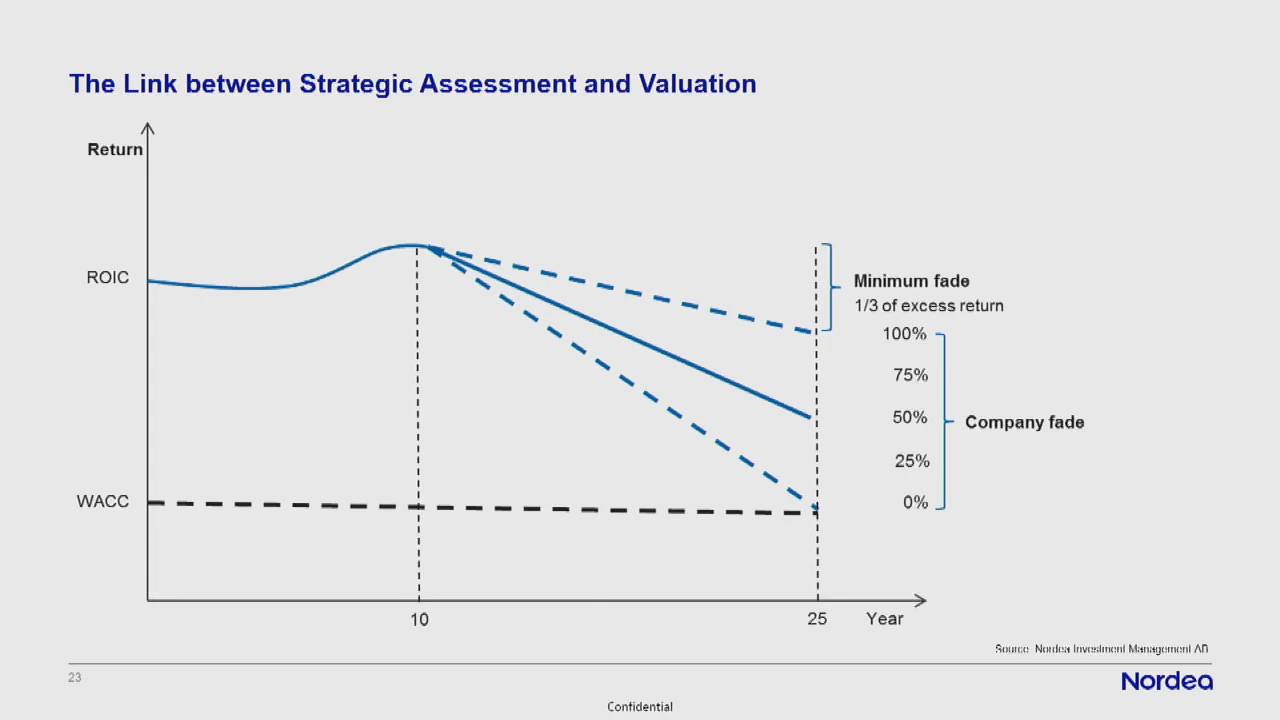 The Link between Strategic Assessment and Valuation
Return
ROIC
Minimum fade
1/3 of excess return
100%
75%
50%
Company fade
25%
WACC
0%
10
25
Year
Source: Nordea Investment Management AB
23
Nordea
Confidential